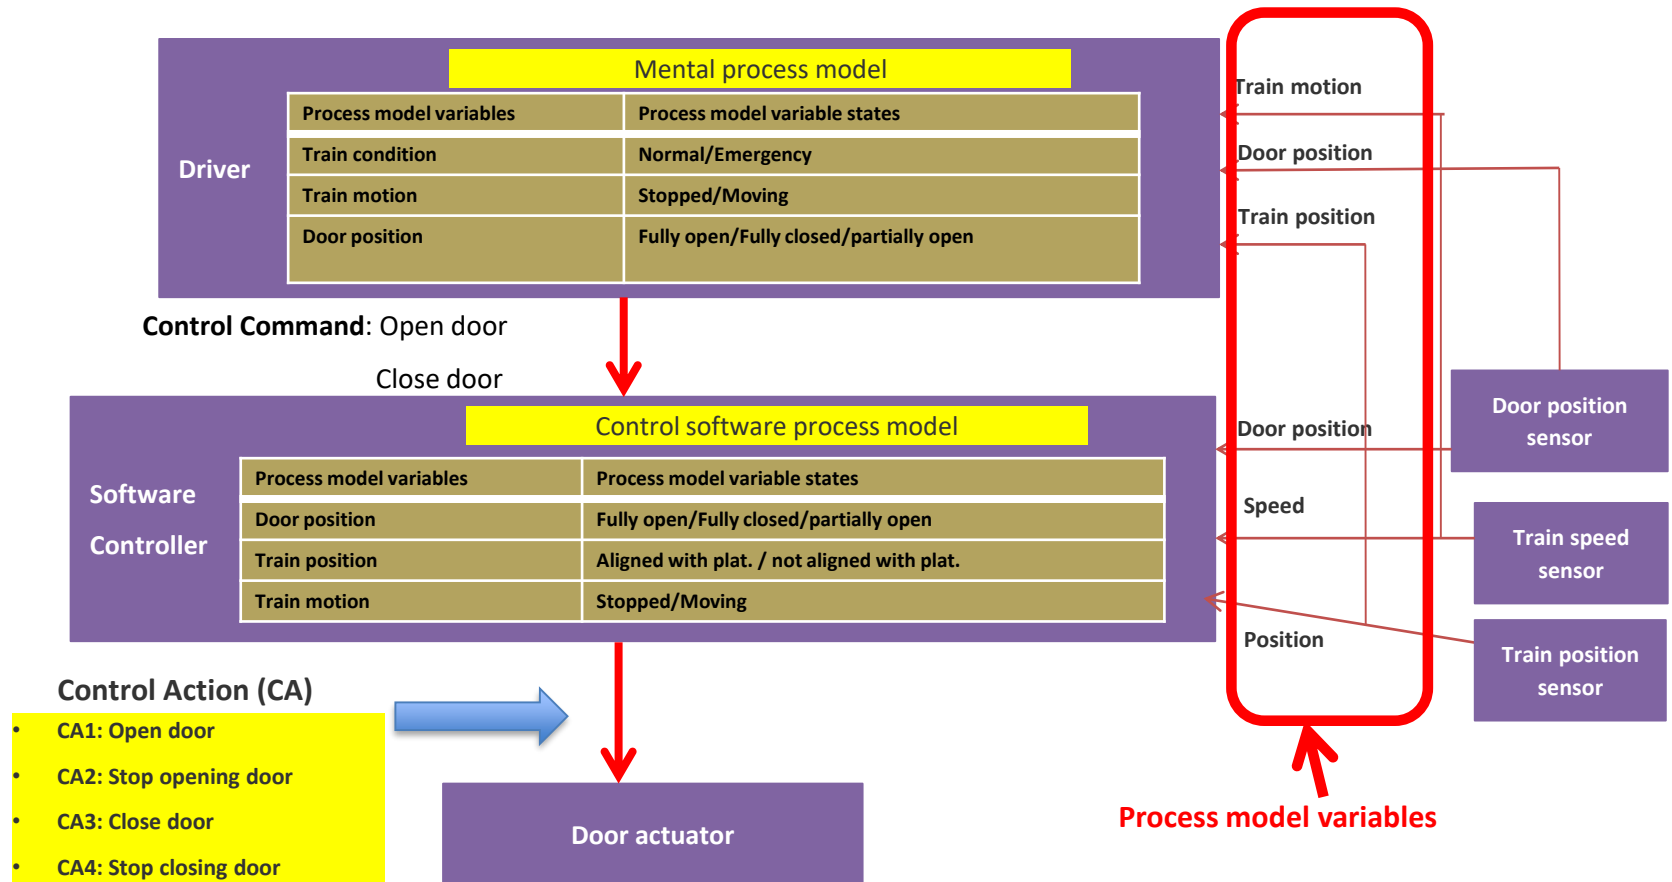 Mental process model
Train motion
Process model variables Process model variable states
Train condition Normal/Emergency
Door position
Driver
Train motion Stopped/Moving
Train position
Door position Fully open/Fully closed/partially open
Control Command: Open door
Close door
Control software process model
Door position
Door position
sensor
Process model variables Process model variable states
Software
Controller
Door position Fully open/Fully closed/partially open
Speed
Train position Aligned with plat. / not aligned with plat.
Train speed
sensor
Train motion Stopped/Moving
Position
Train position
sensor
Control Action (CA)
• CA1: Open door
• CA2: Stop opening door
• CA3: Close door
• CA4: Stop closing door
Door actuator
Process model variables